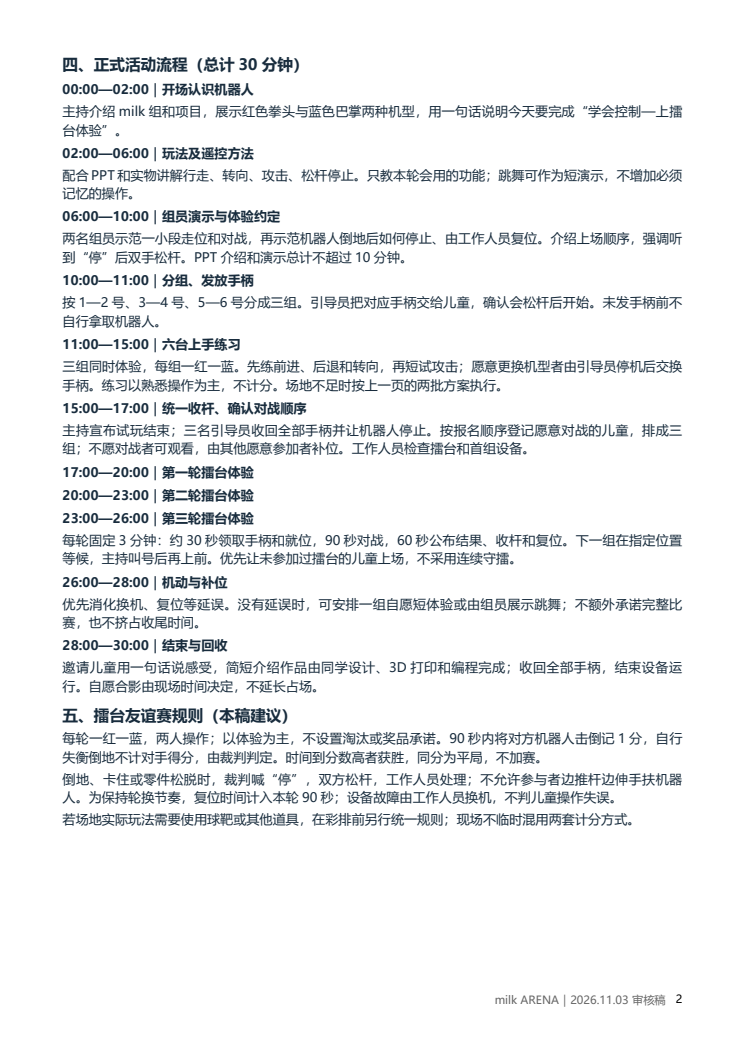 四、正式活动流程（总计 30 分钟）
00:00—02:00｜开场认识机器人
主持介绍 milk 组和项目，展示红色拳头与蓝色巴掌两种机型，用一句话说明今天要完成“学会控制—上擂
台体验”。
02:00—06:00｜玩法及遥控方法
配合 PPT 和实物讲解行走、转向、攻击、松杆停止。只教本轮会用的功能；跳舞可作为短演示，不增加必须
记忆的操作。
06:00—10:00｜组员演示与体验约定
两名组员示范一小段走位和对战，再示范机器人倒地后如何停止、由工作人员复位。介绍上场顺序，强调听
到“停”后双手松杆。PPT 介绍和演示总计不超过 10 分钟。
10:00—11:00｜分组、发放手柄
按 1—2 号、3—4 号、5—6 号分成三组。引导员把对应手柄交给儿童，确认会松杆后开始。未发手柄前不
自行拿取机器人。
11:00—15:00｜六台上手练习
三组同时体验，每组一红一蓝。先练前进、后退和转向，再短试攻击；愿意更换机型者由引导员停机后交换
手柄。练习以熟悉操作为主，不计分。场地不足时按上一页的两批方案执行。
15:00—17:00｜统一收杆、确认对战顺序
主持宣布试玩结束；三名引导员收回全部手柄并让机器人停止。按报名顺序登记愿意对战的儿童，排成三
组；不愿对战者可观看，由其他愿意参加者补位。工作人员检查擂台和首组设备。
17:00—20:00｜第一轮擂台体验
20:00—23:00｜第二轮擂台体验
23:00—26:00｜第三轮擂台体验
每轮固定 3 分钟：约 30 秒领取手柄和就位，90 秒对战，60 秒公布结果、收杆和复位。下一组在指定位置
等候，主持叫号后再上前。优先让未参加过擂台的儿童上场，不采用连续守擂。
26:00—28:00｜机动与补位
优先消化换机、复位等延误。没有延误时，可安排一组自愿短体验或由组员展示跳舞；不额外承诺完整比
赛，也不挤占收尾时间。
28:00—30:00｜结束与回收
邀请儿童用一句话说感受，简短介绍作品由同学设计、3D 打印和编程完成；收回全部手柄，结束设备运
行。自愿合影由现场时间决定，不延长占场。
五、擂台友谊赛规则（本稿建议）
每轮一红一蓝，两人操作；以体验为主，不设置淘汰或奖品承诺。90 秒内将对方机器人击倒记 1 分，自行
失衡倒地不计对手得分，由裁判判定。时间到分数高者获胜，同分为平局，不加赛。
倒地、卡住或零件松脱时，裁判喊“停”，双方松杆，工作人员处理；不允许参与者边推杆边伸手扶机器
人。为保持轮换节奏，复位时间计入本轮 90 秒；设备故障由工作人员换机，不判儿童操作失误。
若场地实际玩法需要使用球靶或其他道具，在彩排前另行统一规则；现场不临时混用两套计分方式。
milk ARENA｜2026.11.03 审核稿 2